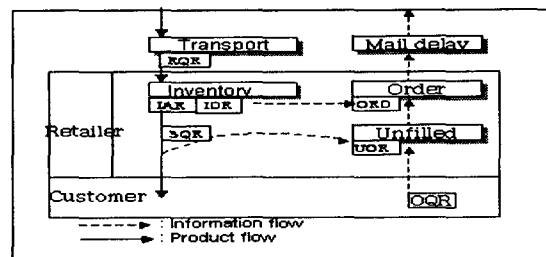 Transport Mail delay
RQR
Inventory Order
IAR IDR ORD
SQR Unfilled
Retailer UOR
Customer OQR
: Information flow
: Product flow